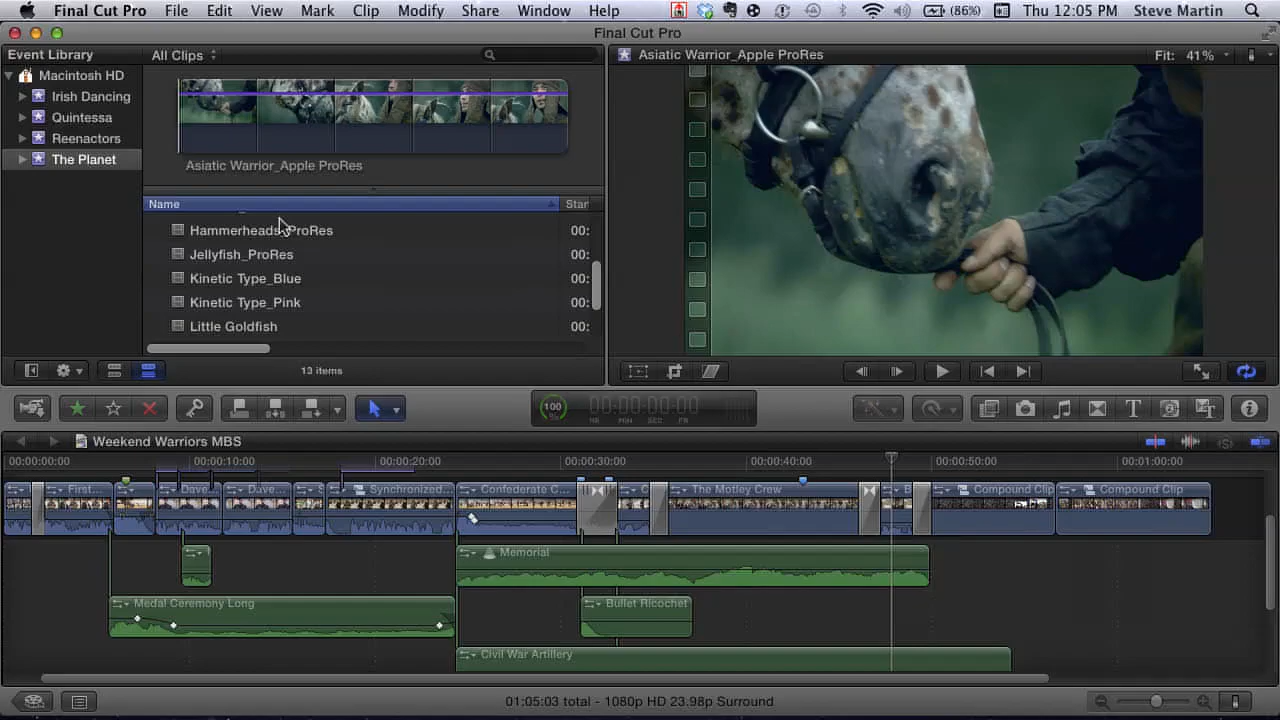 Final Cut Pro File Edit View Mark Clip Modify Share Window Help (86%) Thu 12:05 PM Steve Martin
Final Cut Pro
Event Library All Clips Asiatic Warrior_Apple ProRes Fit: 41%
Macintosh HD
Irish Dancing
Quintessa
Reenactors
The Planet
Asiatic Warrior_Apple ProRes
Name Star
Hammerheads_ProRes 00:
Jellyfish_ProRes 00:
Kinetic Type_Blue 00:
Kinetic Type_Pink 00:
Little Goldfish 00:
13 items
100 % 00:00:00:00
HR MIN SEC FR
Weekend Warriors MBS
00:00:00:00 00:00:10:00 00:00:20:00 00:00:30:00 00:00:40:00 00:00:50:00 00:01:00:00
First... Dave... Dave... S Synchronized... Confederate C... C The Motley Crew B Compound Clip Compound Clip
Memorial
Medal Ceremony Long Bullet Ricochet
Civil War Artillery
01:05:03 total - 1080p HD 23.98p Surround